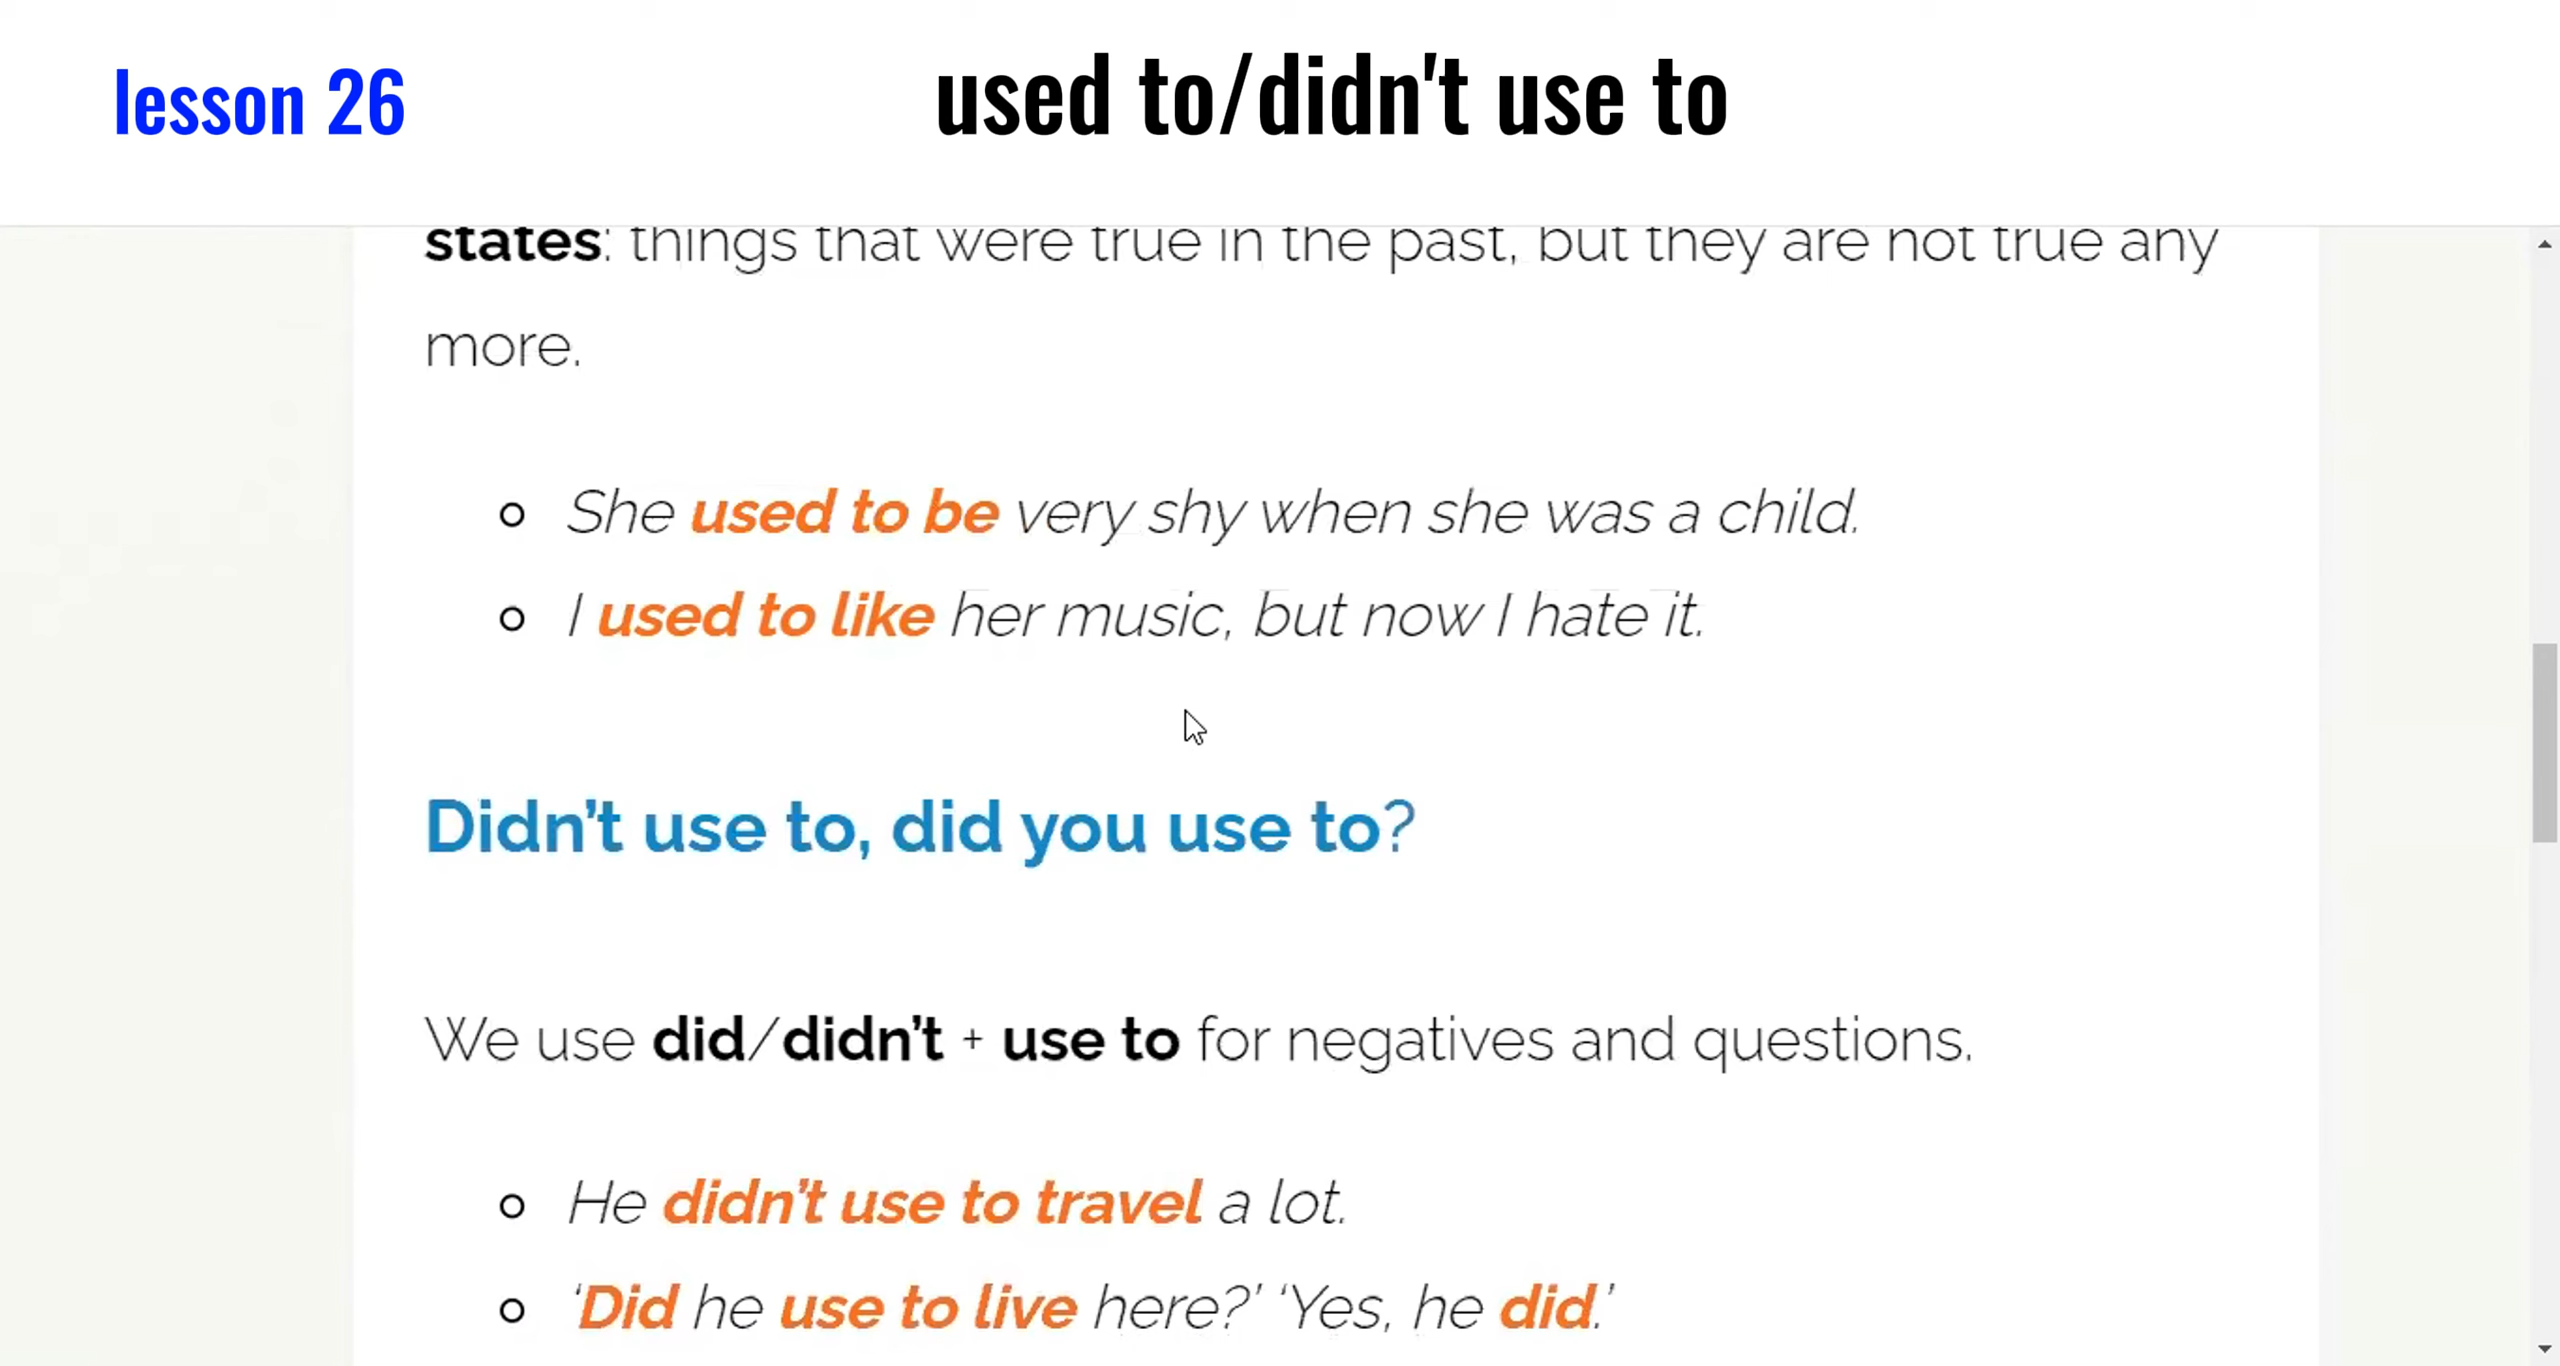 lesson 26
used to/didn't use to
states: things that were true in the past, but they are not true any
more.
She used to be very shy when she was a child.
I used to like her music, but now I hate it.
Didn’t use to, did you use to?
We use did/didn’t + use to for negatives and questions.
He didn’t use to travel a lot.
‘Did he use to live here?’ ‘Yes, he did.’